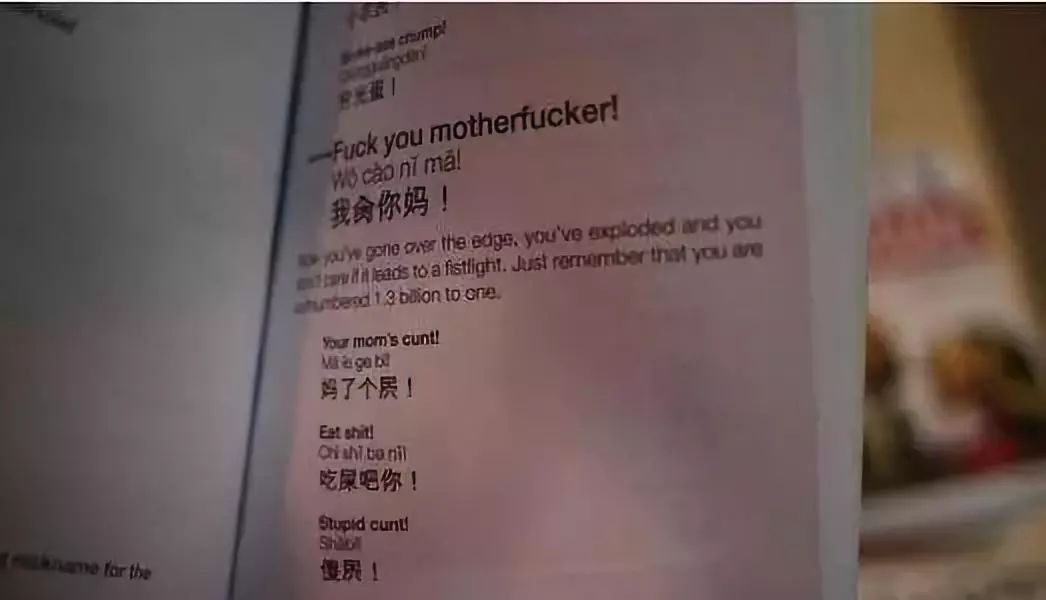 chump!
光蛋！
—Fuck you motherfucker!
Wǒ cào nǐ mā!
我肏你妈！
you've gone over the edge, you've exploded and you
if it leads to a fistfight. Just remember that you are
outnumbered 1.3 billion to one.
Your mom's cunt!
Mā le ge bī!
妈了个屄！
Eat shit!
Chī shǐ ba nǐ!
吃屎吧你！
Stupid cunt!
Shǎbī!
傻屄！
nickname for the